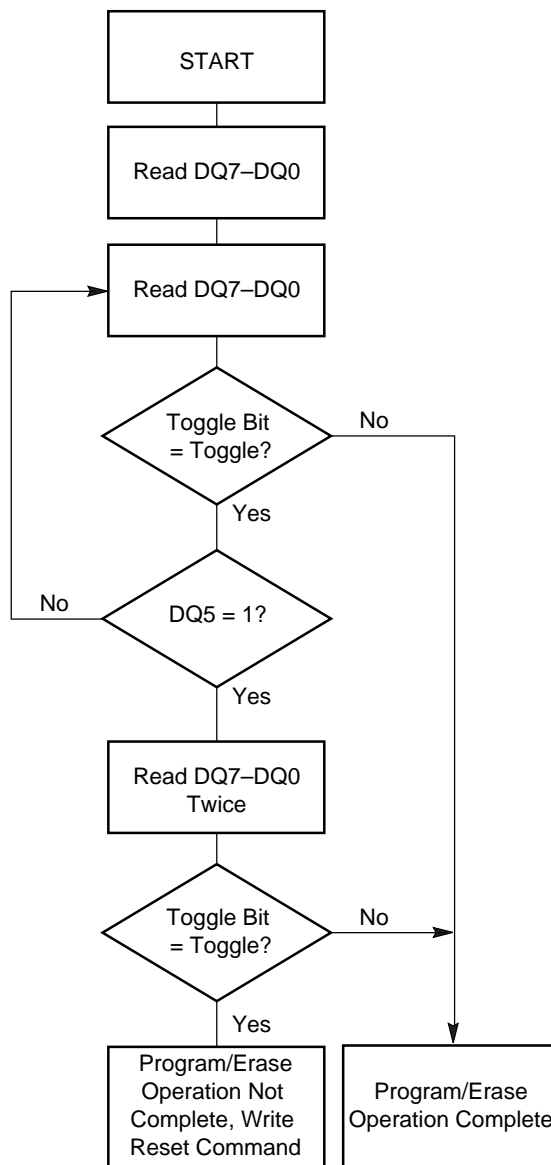 START
Read DQ7–DQ0
Read DQ7–DQ0
Toggle Bit
= Toggle?
No
Yes
No
DQ5 = 1?
Yes
Read DQ7–DQ0
Twice
Toggle Bit
= Toggle?
No
Yes
Program/Erase
Operation Not
Complete, Write
Reset Command
Program/Erase
Operation Complete